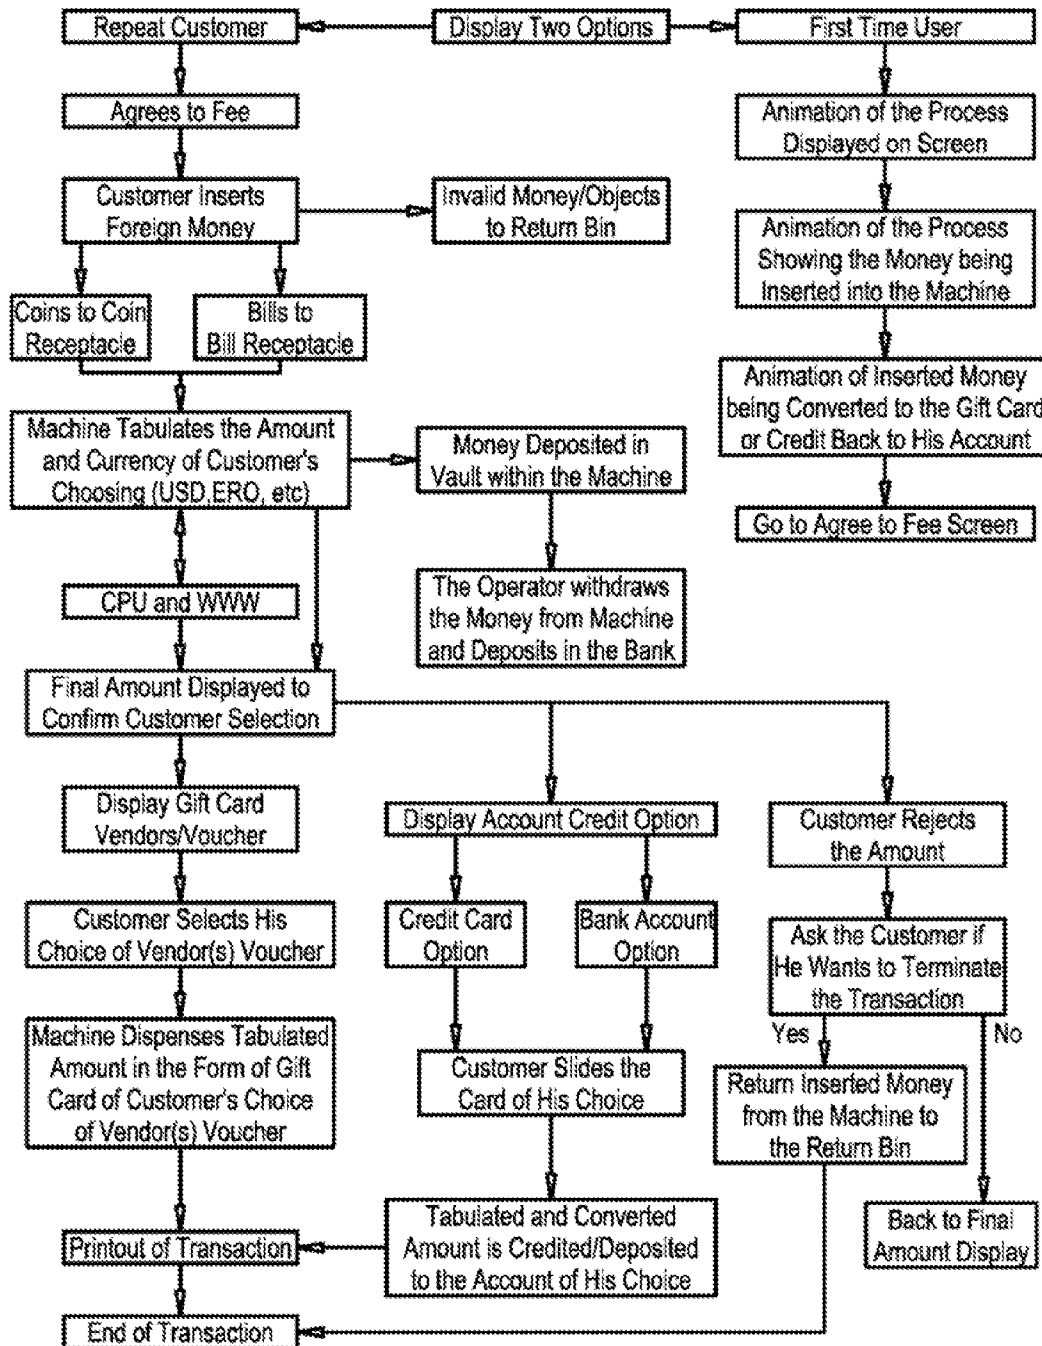 Repeat Customer
Display Two Options
First Time User
Agrees to Fee
Animation of the Process
Displayed on Screen
Customer Inserts
Foreign Money
Invalid Money/Objects
to Return Bin
Animation of the Process
Showing the Money being
Inserted into the Machine
Coins to Coin
Receptacle
Bills to
Bill Receptacle
Animation of Inserted Money
being Converted to the Gift Card
or Credit Back to His Account
Machine Tabulates the Amount
and Currency of Customer's
Choosing (USD,ERO, etc)
Money Deposited in
Vault within the Machine
Go to Agree to Fee Screen
CPU and WWW
The Operator withdraws
the Money from Machine
and Deposits in the Bank
Final Amount Displayed to
Confirm Customer Selection
Display Gift Card
Vendors/Voucher
Display Account Credit Option
Customer Rejects
the Amount
Customer Selects His
Choice of Vendor(s) Voucher
Credit Card
Option
Bank Account
Option
Ask the Customer if
He Wants to Terminate
the Transaction
Yes
No
Machine Dispenses Tabulated
Amount in the Form of Gift
Card of Customer's Choice
of Vendor(s) Voucher
Customer Slides the
Card of His Choice
Return Inserted Money
from the Machine to
the Return Bin
Printout of Transaction
Tabulated and Converted
Amount is Credited/Deposited
to the Account of His Choice
Back to Final
Amount Display
End of Transaction